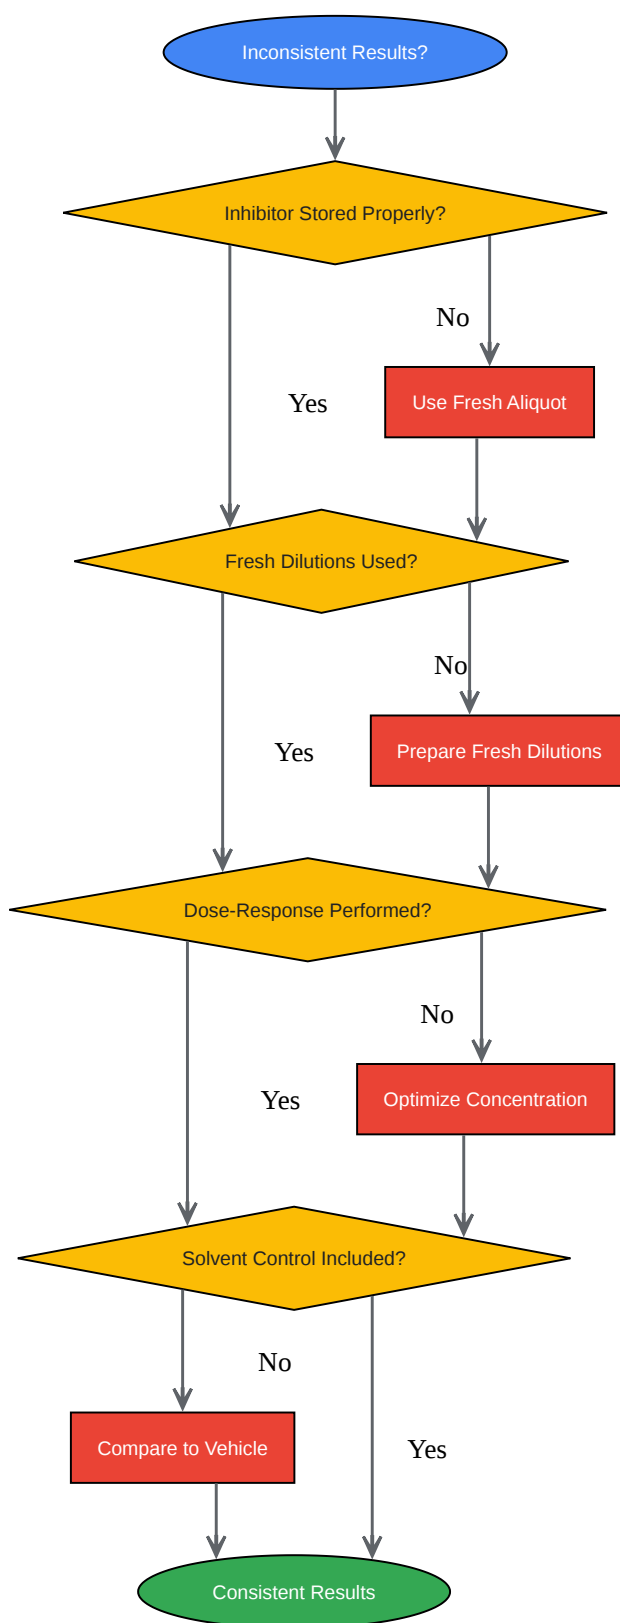 Inconsistent Results?
Inhibitor Stored Properly?
No
Use Fresh Aliquot
Yes
Fresh Dilutions Used?
No
Prepare Fresh Dilutions
Yes
Dose-Response Performed?
No
Optimize Concentration
Yes
Solvent Control Included?
No
Compare to Vehicle
Yes
Consistent Results